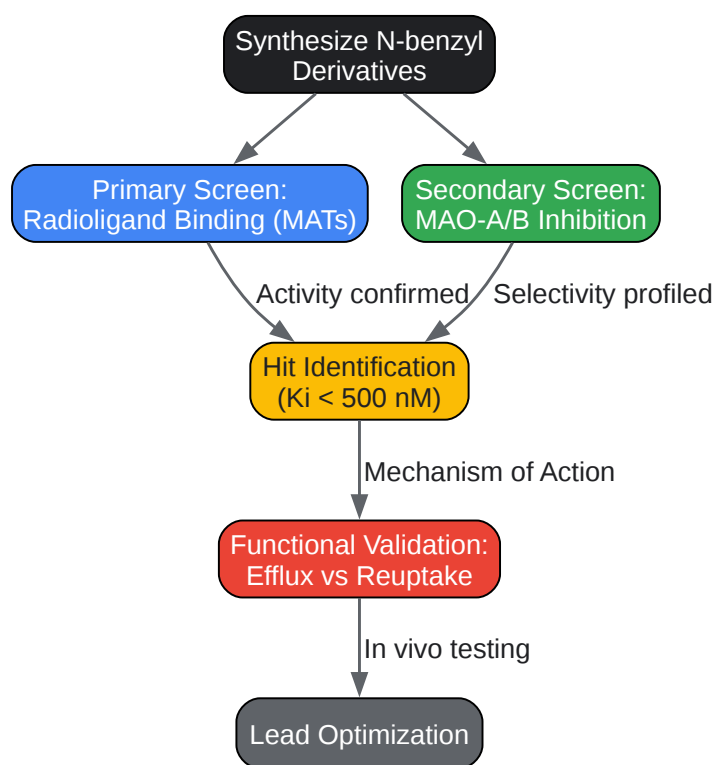 Synthesize N-benzyl
Derivatives
Primary Screen:
Radioligand Binding (MATs)
Secondary Screen:
MAO-A/B Inhibition
Activity confirmed
Selectivity profiled
Hit Identification
(Ki < 500 nM)
Mechanism of Action
Functional Validation:
Efflux vs Reuptake
In vivo testing
Lead Optimization